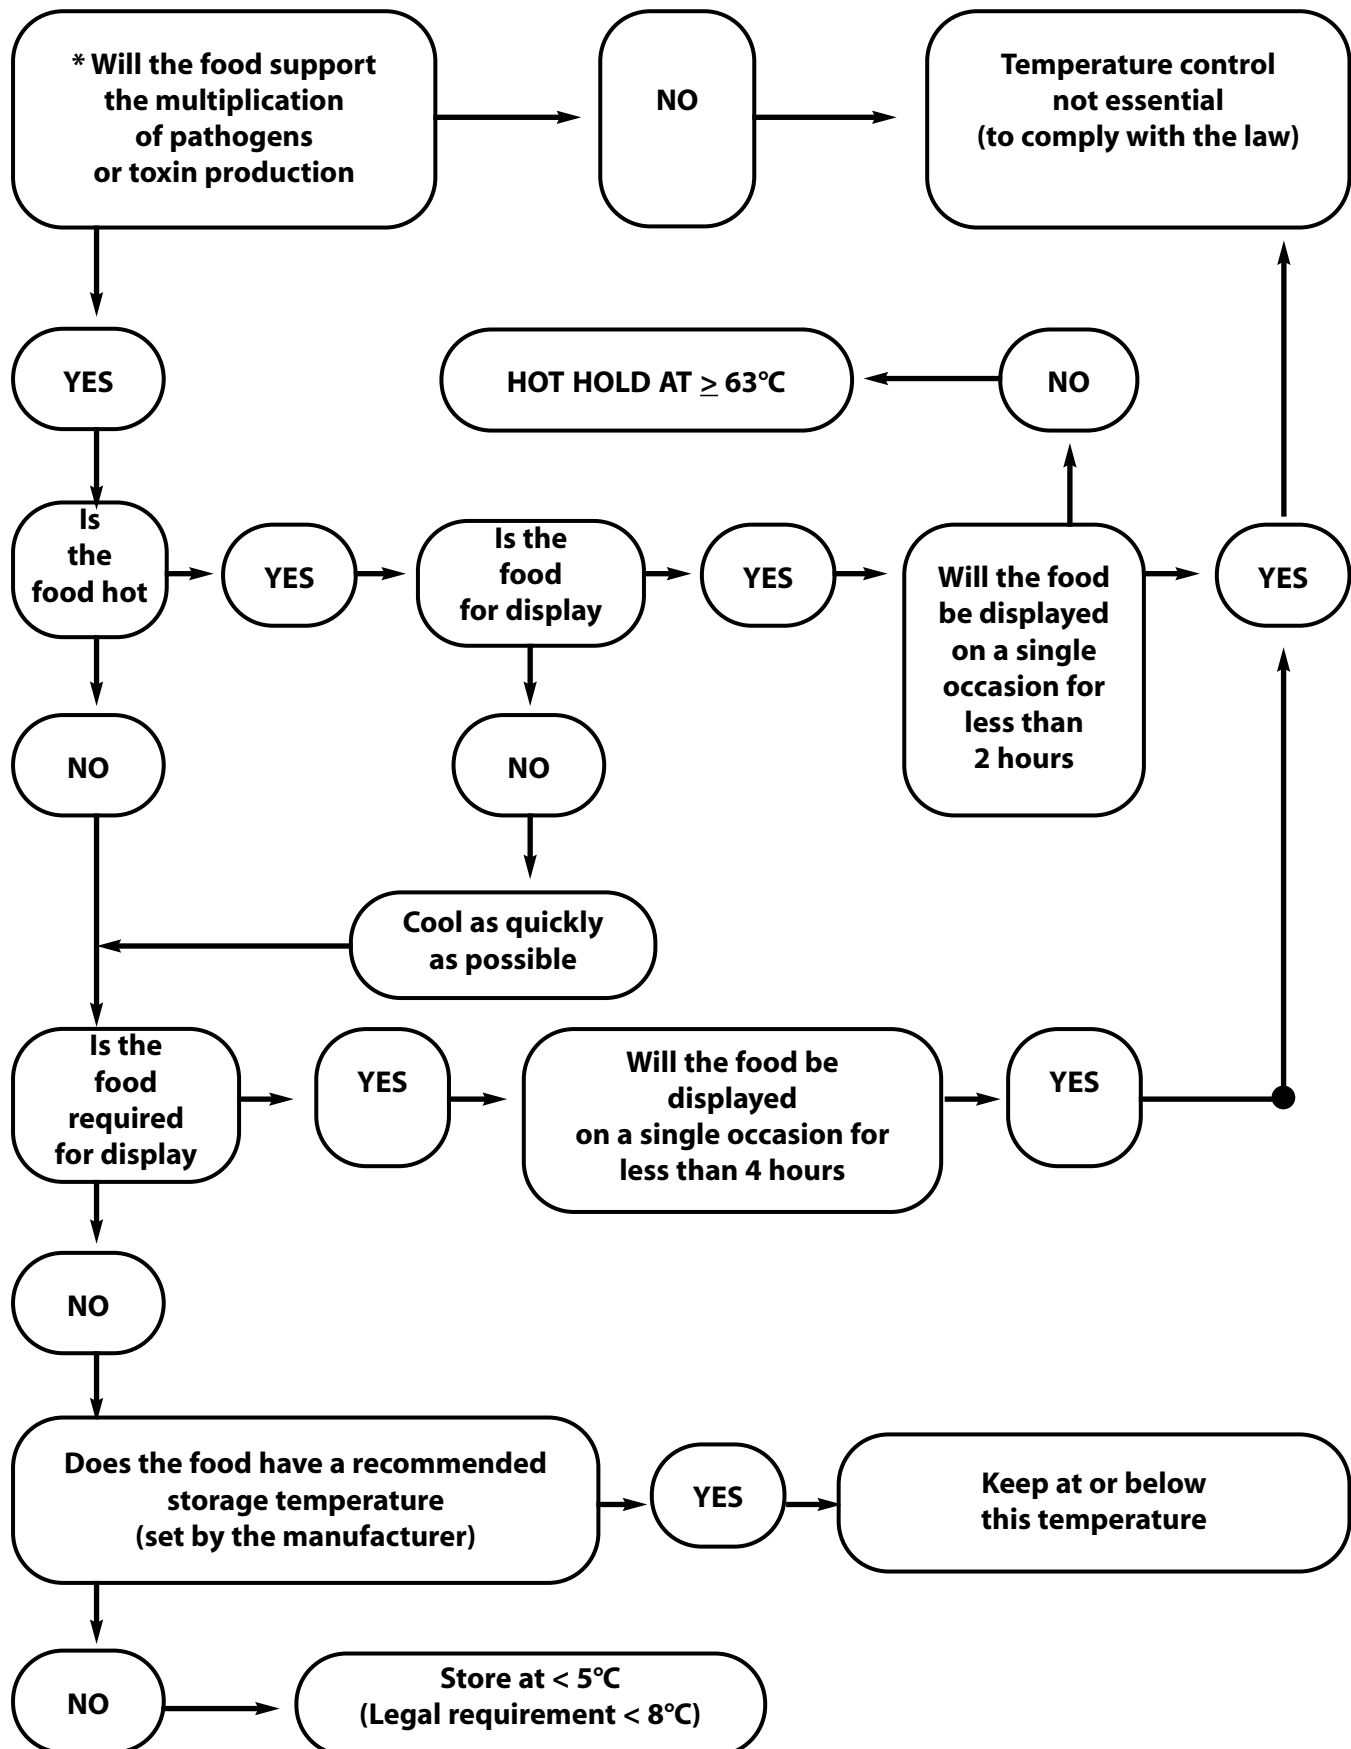 * Will the food support
the multiplication
of pathogens
or toxin production
NO
Temperature control
not essential
(to comply with the law)
YES
HOT HOLD AT ≥ 63°C
NO
Is
the
food hot
YES
Is the
food
for display
YES
Will the food
be displayed
on a single
occasion for
less than
2 hours
YES
NO
NO
Cool as quickly
as possible
Is the
food
required
for display
YES
Will the food be
displayed
on a single occasion for
less than 4 hours
YES
NO
Does the food have a recommended
storage temperature
(set by the manufacturer)
YES
Keep at or below
this temperature
NO
Store at < 5°C
(Legal requirement < 8°C)